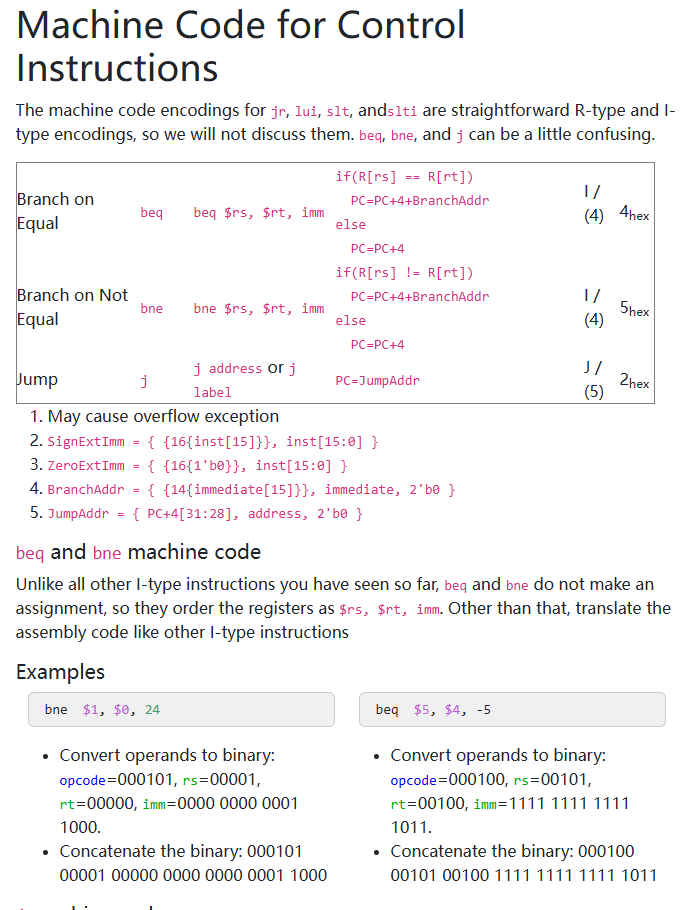 Machine Code for Control
Instructions
The machine code encodings for jr, lui, slt, andslti are straightforward R-type and I-
type encodings, so we will not discuss them. beq, bne, and j can be a little confusing.
Branch on
Equal
beq
beq $rs, $rt, imm
if(R[rs] == R[rt])
PC=PC+4+BranchAddr
else
PC=PC+4
I /
(4)
4hex
Branch on Not
Equal
bne
bne $rs, $rt, imm
if(R[rs] != R[rt])
PC=PC+4+BranchAddr
else
PC=PC+4
I /
(4)
5hex
Jump
j
j address or j
label
PC=JumpAddr
J /
(5)
2hex
1. May cause overflow exception
2. SignExtImm = { {16{inst[15]}}, inst[15:0] }
3. ZeroExtImm = { {16{1'b0}}, inst[15:0] }
4. BranchAddr = { {14{immediate[15]}}, immediate, 2'b0 }
5. JumpAddr = { PC+4[31:28], address, 2'b0 }
beq and bne machine code
Unlike all other I-type instructions you have seen so far, beq and bne do not make an
assignment, so they order the registers as $rs, $rt, imm. Other than that, translate the
assembly code like other I-type instructions
Examples
bne $1, $0, 24
• Convert operands to binary:
opcode=000101, rs=00001,
rt=00000, imm=0000 0000 0001
1000.
• Concatenate the binary: 000101
00001 00000 0000 0000 0001 1000
beq $5, $4, -5
• Convert operands to binary:
opcode=000100, rs=00101,
rt=00100, imm=1111 1111 1111
1011.
• Concatenate the binary: 000100
00101 00100 1111 1111 1111 1011